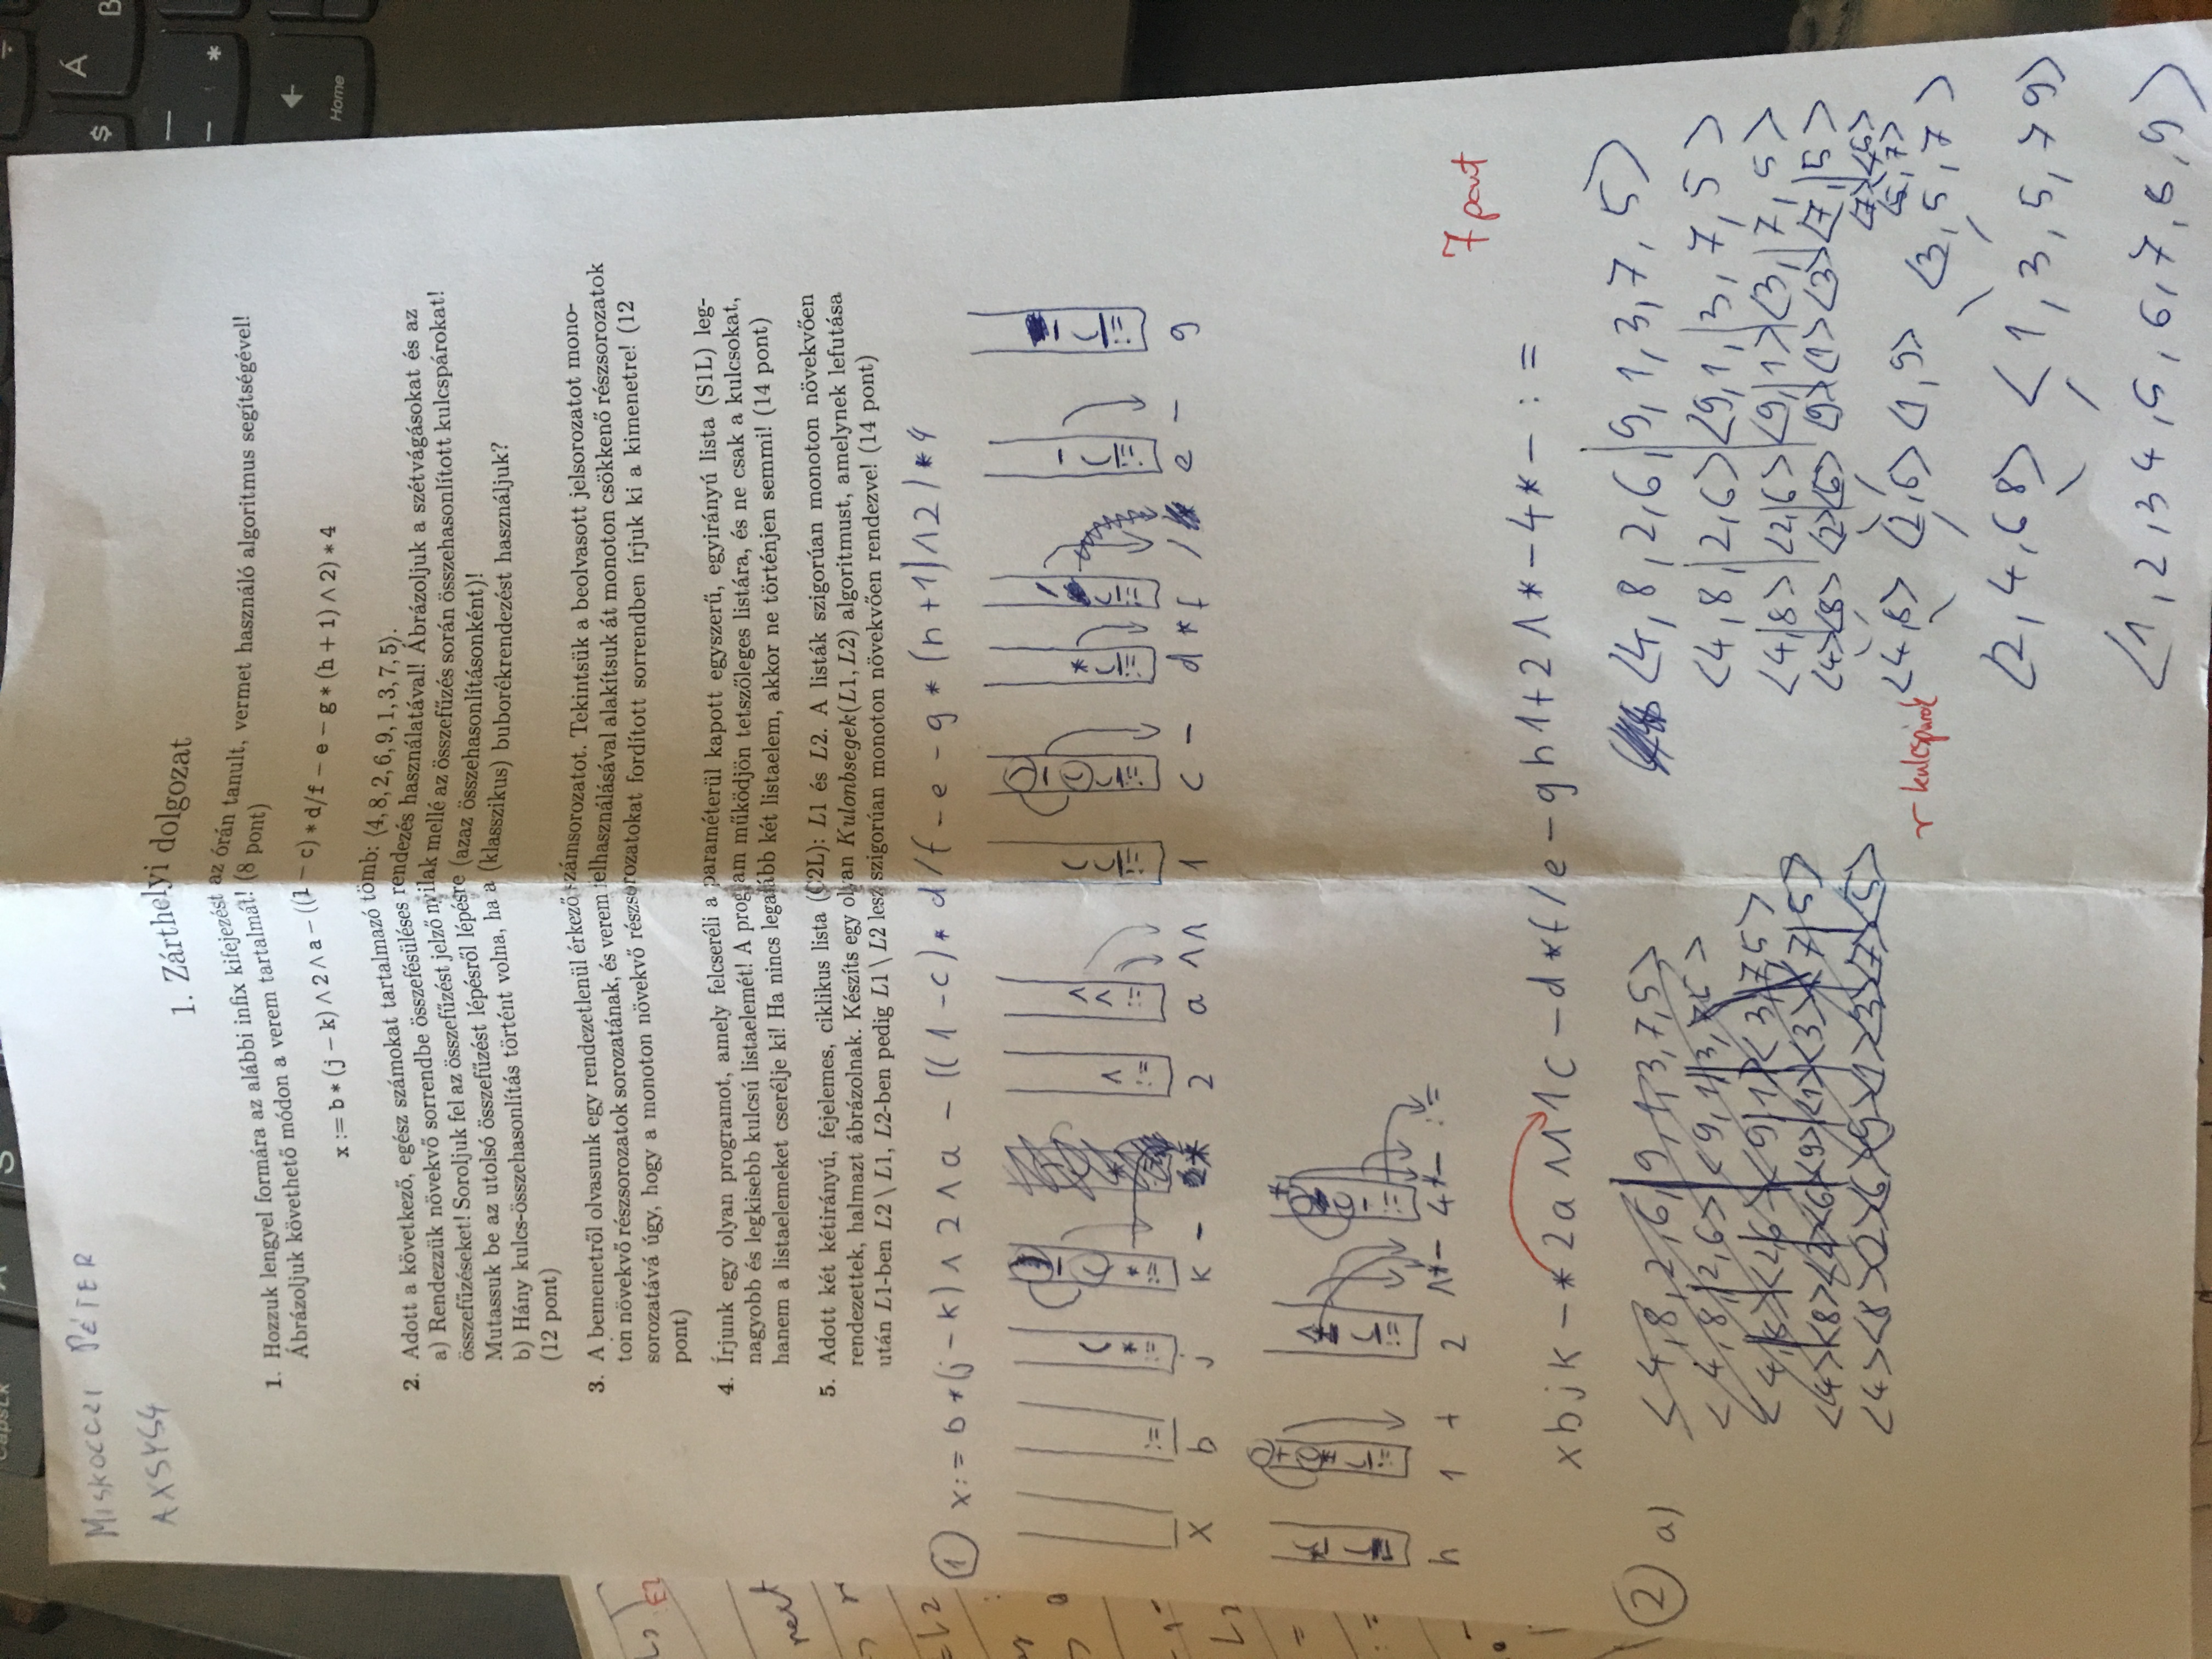 MISKOLCZI PÉTER
AXSYS4
1. Zárthelyi dolgozat
1. Hozzuk lengyel formára az alábbi infix kifejezést az órán tanult, vermet használó algoritmus segítségével!
Ábrázoljuk követhető módon a verem tartalmát! (8 pont)
x := b ∗ (j − k) ∧ 2 ∧ a − ((1 − c) ∗ d/f − e − g ∗ (h + 1) ∧ 2) ∗ 4
2. Adott a következő, egész számokat tartalmazó tömb: ⟨4, 8, 2, 6, 9, 1, 3, 7, 5⟩.
a) Rendezzük növekvő sorrendbe összefésüléses rendezés használatával! Ábrázoljuk a szétvágásokat és az
összefűzéseket! Soroljuk fel az összefűzést jelző nyilak mellé az összefűzés során összehasonlított kulcspárokat!
Mutassuk be az utolsó összefűzést lépésről lépésre (azaz összehasonlításonként)!
b) Hány kulcs-összehasonlítás történt volna, ha a (klasszikus) buborékrendezést használjuk?
(12 pont)
3. A bemenetről olvasunk egy rendezetlenül érkező számsorozatot. Tekintsük a beolvasott jelsorozatot mono-
ton növekvő részsorozatok sorozatának, és verem felhasználásával alakítsuk át monoton csökkenő részsorozatok
sorozatává úgy, hogy a monoton növekvő részsorozatokat fordított sorrendben írjuk ki a kimenetre! (12
pont)
4. Írjunk egy olyan programot, amely felcseréli a paraméterül kapott egyszerű, egyirányú lista (S1L) leg-
nagyobb és legkisebb kulcsú listaelemét! A program működjön tetszőleges listára, és ne csak a kulcsokat,
hanem a listaelemeket cserélje ki! Ha nincs legalább két listaelem, akkor ne történjen semmi! (14 pont)
5. Adott két kétirányú, fejelemes, ciklikus lista (C2L): L1 és L2. A listák szigorúan monoton növekvően
rendezettek, halmazt ábrázolnak. Készíts egy olyan Kulonbsegek(L1, L2) algoritmust, amelynek lefutása
után L1-ben L2 \ L1, L2-ben pedig L1 \ L2 lesz szigorúan monoton növekvően rendezve! (14 pont)
① x := b * (j − k) ∧ 2 ∧ a − ((1 − c) * d / f − e − g * (h + 1) ∧ 2) * 4
x b j k − 2 a ∧∧ 1 c − d * f / e − g
h 1 + 2 ∧ * − 4 * − :=
7 pont
x b j k − * 2 a ∧∧ 1 c − d * f / e − g h 1 + 2 ∧ * − 4 * − : =
② a)
<4, 8, 2, 6, | 9, 1, 3, 7, 5>
<4, 8, | 2, 6> <9, 1, | 3, 7, 5>
<4, | 8> <2, | 6> <9, | 1> <3, | 7, 5>
<4> <8> <2> <6> <9> <1> <3> <7, | 5>
<4> <8> <2> <6> <9> <1> <3> <7> <5>
<4, 8, 2, 6, | 9, 1, 3, 7, 5>
<4, 8, | 2, 6> <9, 1, | 3, 7, 5>
<4, | 8> <2, | 6> <9, | 1> <3, | 7, 5>
<4> <8> <2> <6> <9> <1> <3> <7, | 5>
<7> <5>
<5, 7>
<4, 8> <2, 6> <1, 9>
<3, 5, 7>
kulcspárok
<2, 4, 6 8> <1, 3, 5, 7 9>
<1, 2, 3 4, 5, 6, 7, 8, 9>
CapsLk
A
S
$
Á
ß
*
Home
next
L2